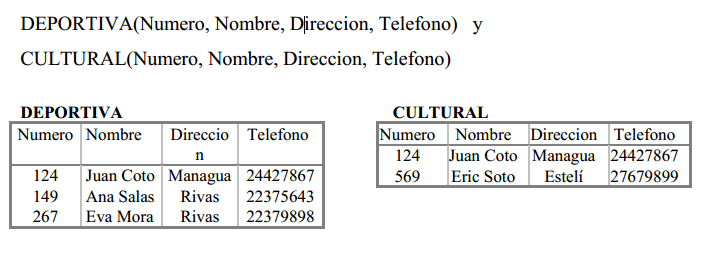 DEPORTIVA(Numero, Nombre, Direccion, Telefono) y
CULTURAL(Numero, Nombre, Direccion, Telefono)
DEPORTIVA
Numero Nombre Direccio
n Telefono
124 Juan Coto Managua 24427867
149 Ana Salas Rivas 22375643
267 Eva Mora Rivas 22379898
CULTURAL
Numero Nombre Direccion Telefono
124 Juan Coto Managua 24427867
569 Eric Soto Estelí 27679899